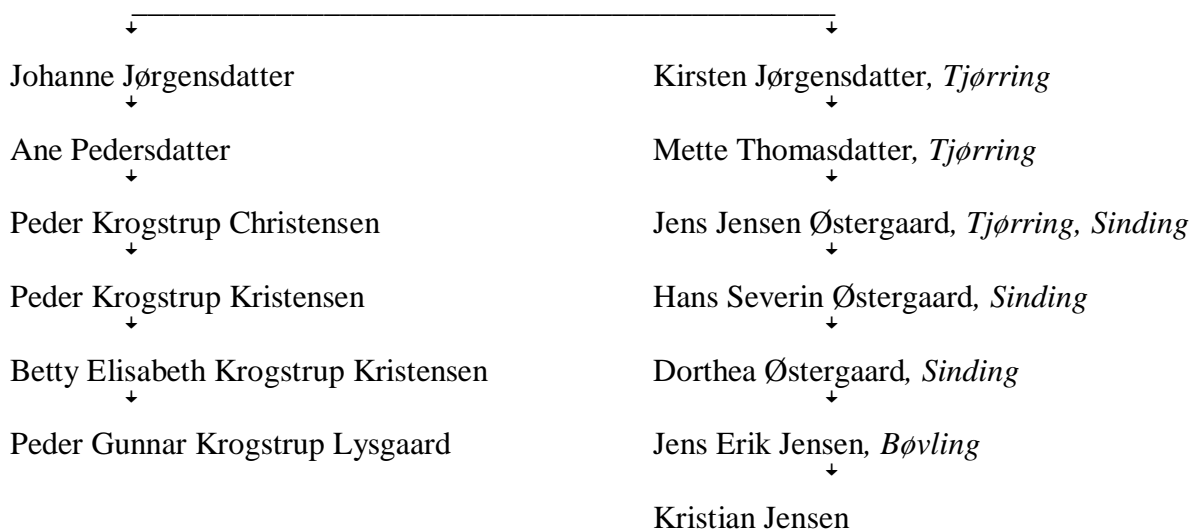 Johanne Jørgensdatter
Kirsten Jørgensdatter, Tjørring
Ane Pedersdatter
Mette Thomasdatter, Tjørring
Peder Krogstrup Christensen
Jens Jensen Østergaard, Tjørring, Sinding
Peder Krogstrup Kristensen
Hans Severin Østergaard, Sinding
Betty Elisabeth Krogstrup Kristensen
Dorthea Østergaard, Sinding
Peder Gunnar Krogstrup Lysgaard
Jens Erik Jensen, Bøvling
Kristian Jensen